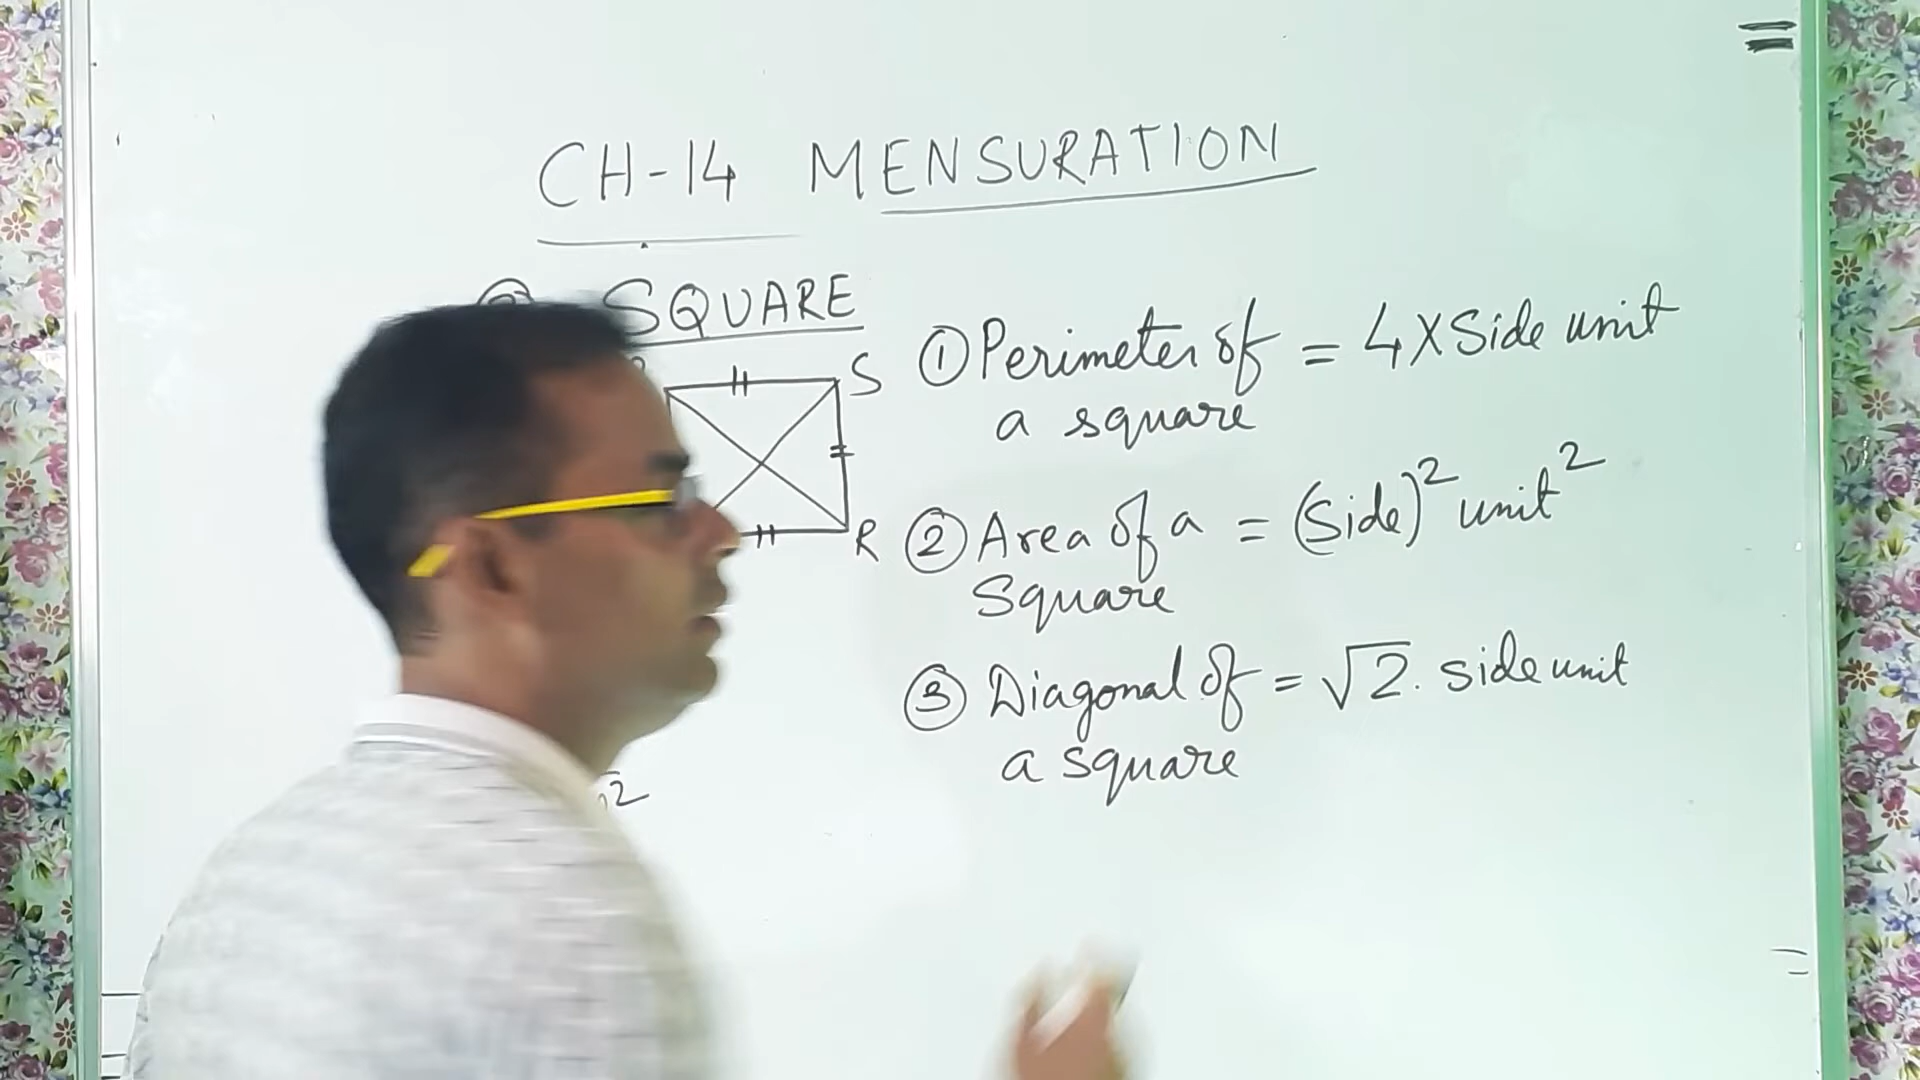 CH-14 MENSURATION
SQUARE
S
R
① Perimeter of = 4 X Side unit
a square
② Area of a = (Side)² unit²
Square
③ Diagonal of = √2. side unit
a square